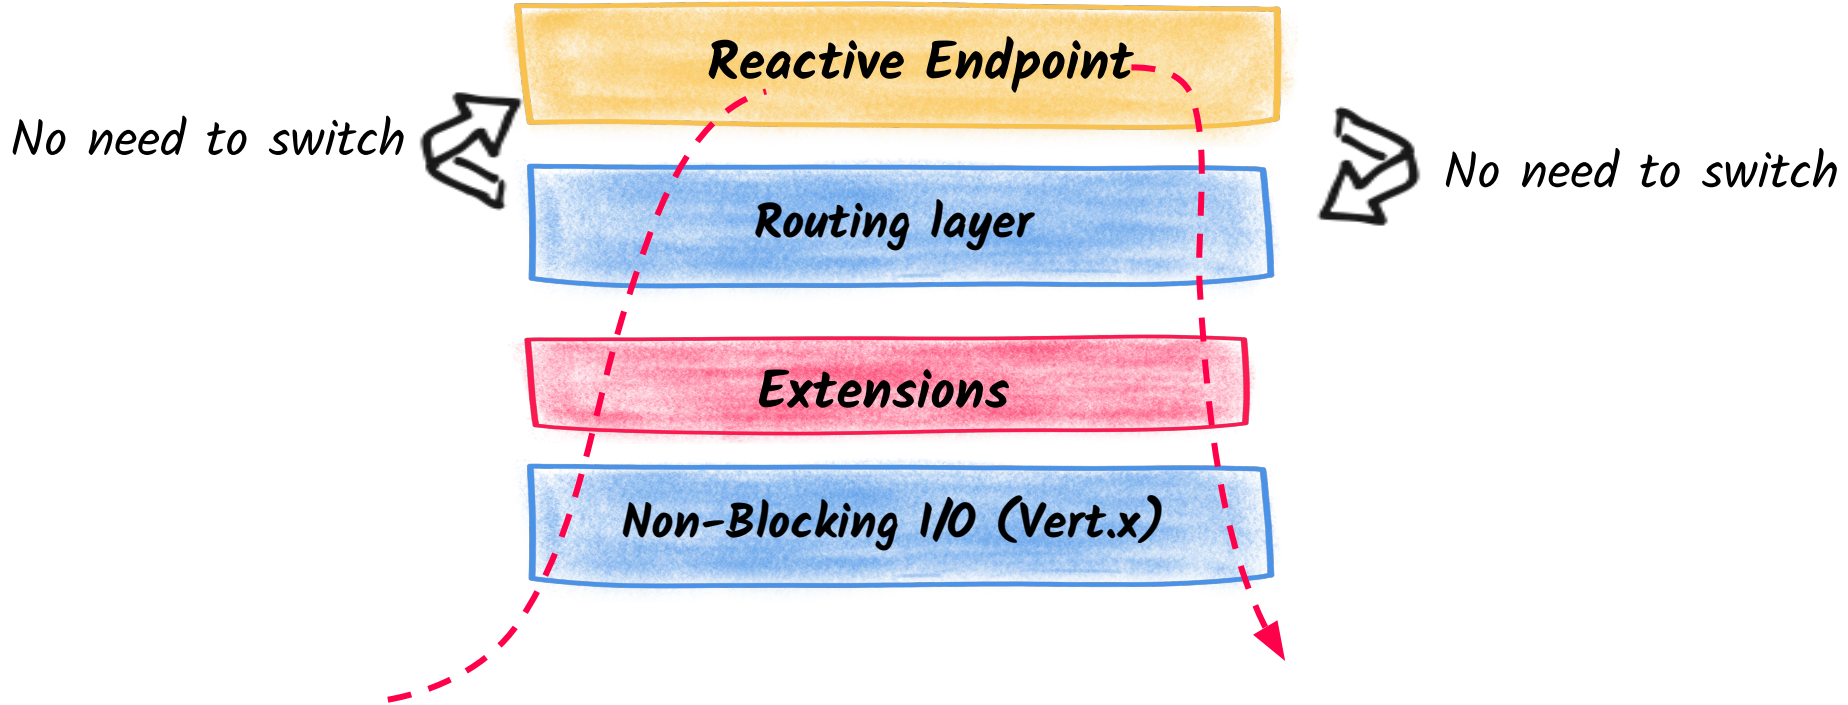 Reactive Endpoint
No need to switch
No need to switch
Routing layer
Extensions
Non-Blocking I/O (Vert.x)